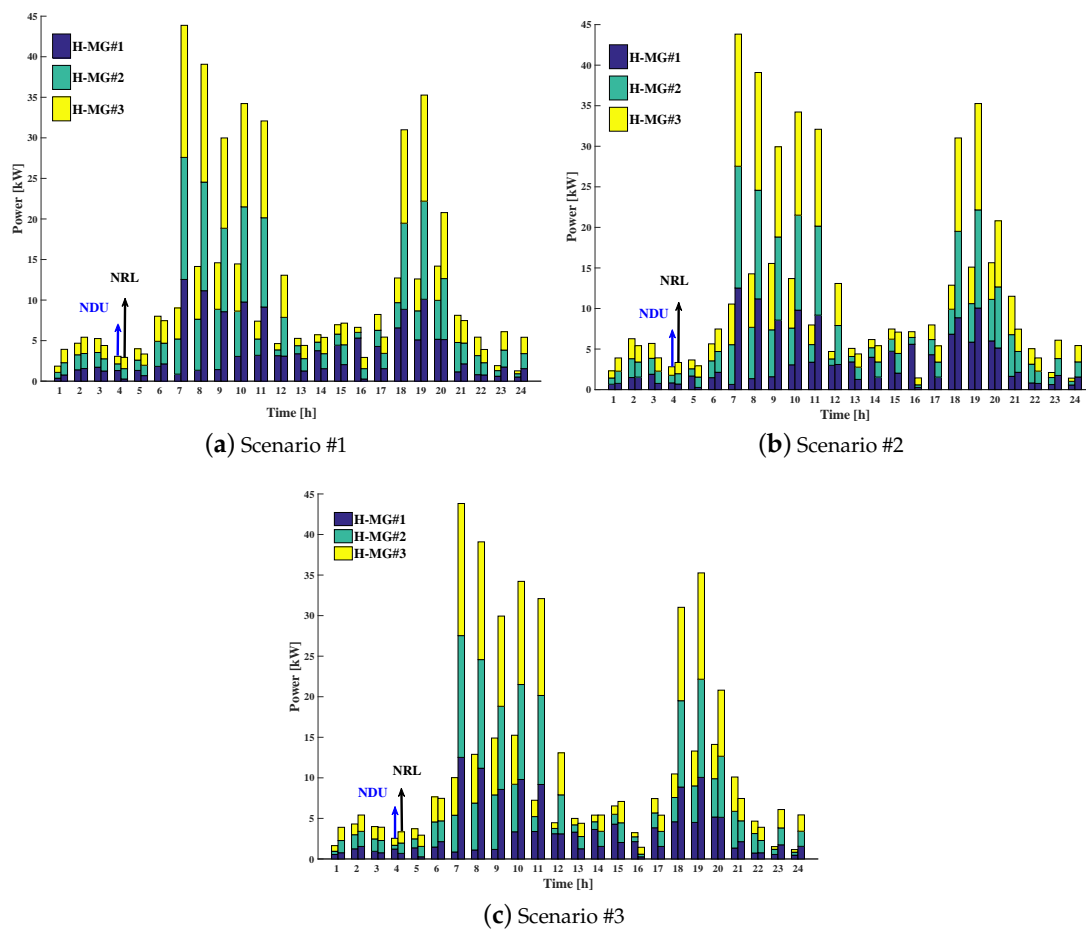 45
40
35
30
25
20
15
10
5
0
Power [kW]
H-MG#1
H-MG#2
H-MG#3
NDU
NRL
1 2 3 4 5 6 7 8 9 10 11 12 13 14 15 16 17 18 19 20 21 22 23 24
Time [h]
(a) Scenario #1
45
40
35
30
25
20
15
10
5
0
Power [kW]
H-MG#1
H-MG#2
H-MG#3
NRL
NDU
1 2 3 4 5 6 7 8 9 10 11 12 13 14 15 16 17 18 19 20 21 22 23 24
Time [h]
(b) Scenario #2
45
40
35
30
25
20
15
10
5
0
Power [kW]
H-MG#1
H-MG#2
H-MG#3
NRL
NDU
1 2 3 4 5 6 7 8 9 10 11 12 13 14 15 16 17 18 19 20 21 22 23 24
Time [h]
(c) Scenario #3